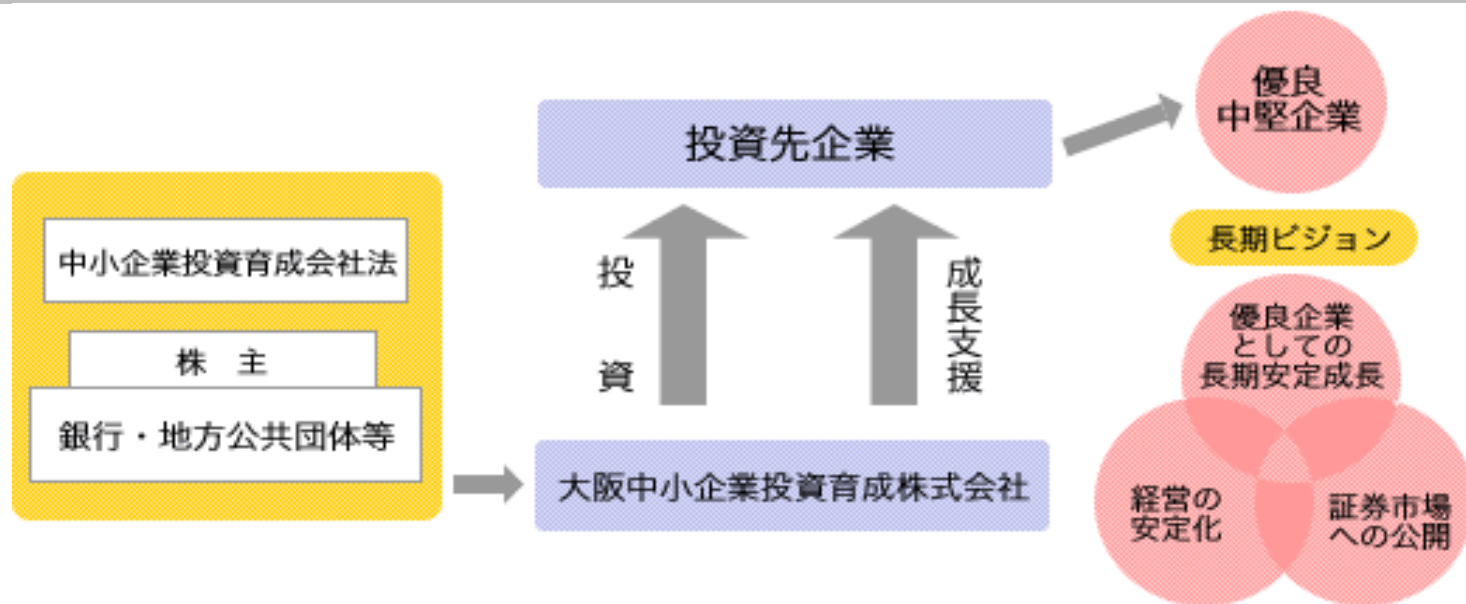 中小企業投資育成会社法
株　主
銀行・地方公共団体等
大阪中小企業投資育成株式会社
投資
成長支援
投資先企業
優良
中堅企業
長期ビジョン
優良企業
としての
長期安定成長
経営の
安定化
証券市場
への公開